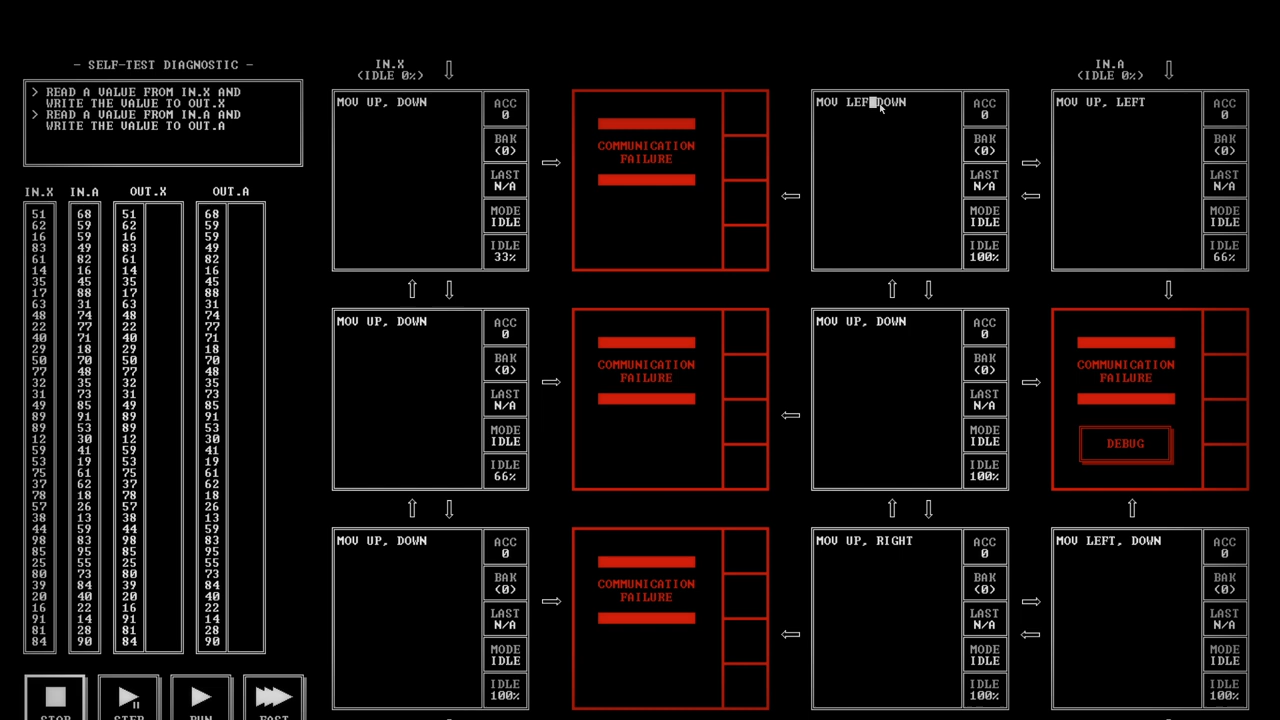 - SELF-TEST DIAGNOSTIC -
> READ A VALUE FROM IN.X AND
WRITE THE VALUE TO OUT.X
> READ A VALUE FROM IN.A AND
WRITE THE VALUE TO OUT.A
IN.X IN.A OUT.X OUT.A
51 68 51 68
62 59 62 59
16 59 16 59
83 49 83 49
61 82 61 82
14 16 14 16
35 45 35 45
17 88 17 88
63 31 63 31
48 74 48 74
22 77 22 77
40 71 40 71
29 18 29 18
50 70 50 70
77 48 77 48
32 35 32 35
31 73 31 73
49 85 49 85
89 91 89 91
89 53 89 53
12 30 12 30
59 41 59 41
53 19 53 19
75 61 75 61
37 62 37 62
78 18 78 18
57 26 57 26
38 13 38 13
44 59 44 59
98 83 98 83
85 95 85 95
25 55 25 55
80 73 80 73
39 84 39 84
20 40 20 40
16 22 16 22
91 14 91 14
81 28 81 28
84 90 84 90
STOP STEP RUN FAST
IN.X
(IDLE 0%)
IN.A
(IDLE 0%)
MOV UP, DOWN
ACC
0
BAK
(0)
LAST
N/A
MODE
IDLE
IDLE
33%
COMMUNICATION
FAILURE
MOV LEF DOWN
ACC
0
BAK
(0)
LAST
N/A
MODE
IDLE
IDLE
100%
MOV UP, LEFT
ACC
0
BAK
(0)
LAST
N/A
MODE
IDLE
IDLE
66%
MOV UP, DOWN
ACC
0
BAK
(0)
LAST
N/A
MODE
IDLE
IDLE
66%
COMMUNICATION
FAILURE
MOV UP, DOWN
ACC
0
BAK
(0)
LAST
N/A
MODE
IDLE
IDLE
100%
COMMUNICATION
FAILURE
DEBUG
MOV UP, DOWN
ACC
0
BAK
(0)
LAST
N/A
MODE
IDLE
IDLE
100%
COMMUNICATION
FAILURE
MOV UP, RIGHT
ACC
0
BAK
(0)
LAST
N/A
MODE
IDLE
IDLE
100%
MOV LEFT, DOWN
ACC
0
BAK
(0)
LAST
N/A
MODE
IDLE
IDLE
100%